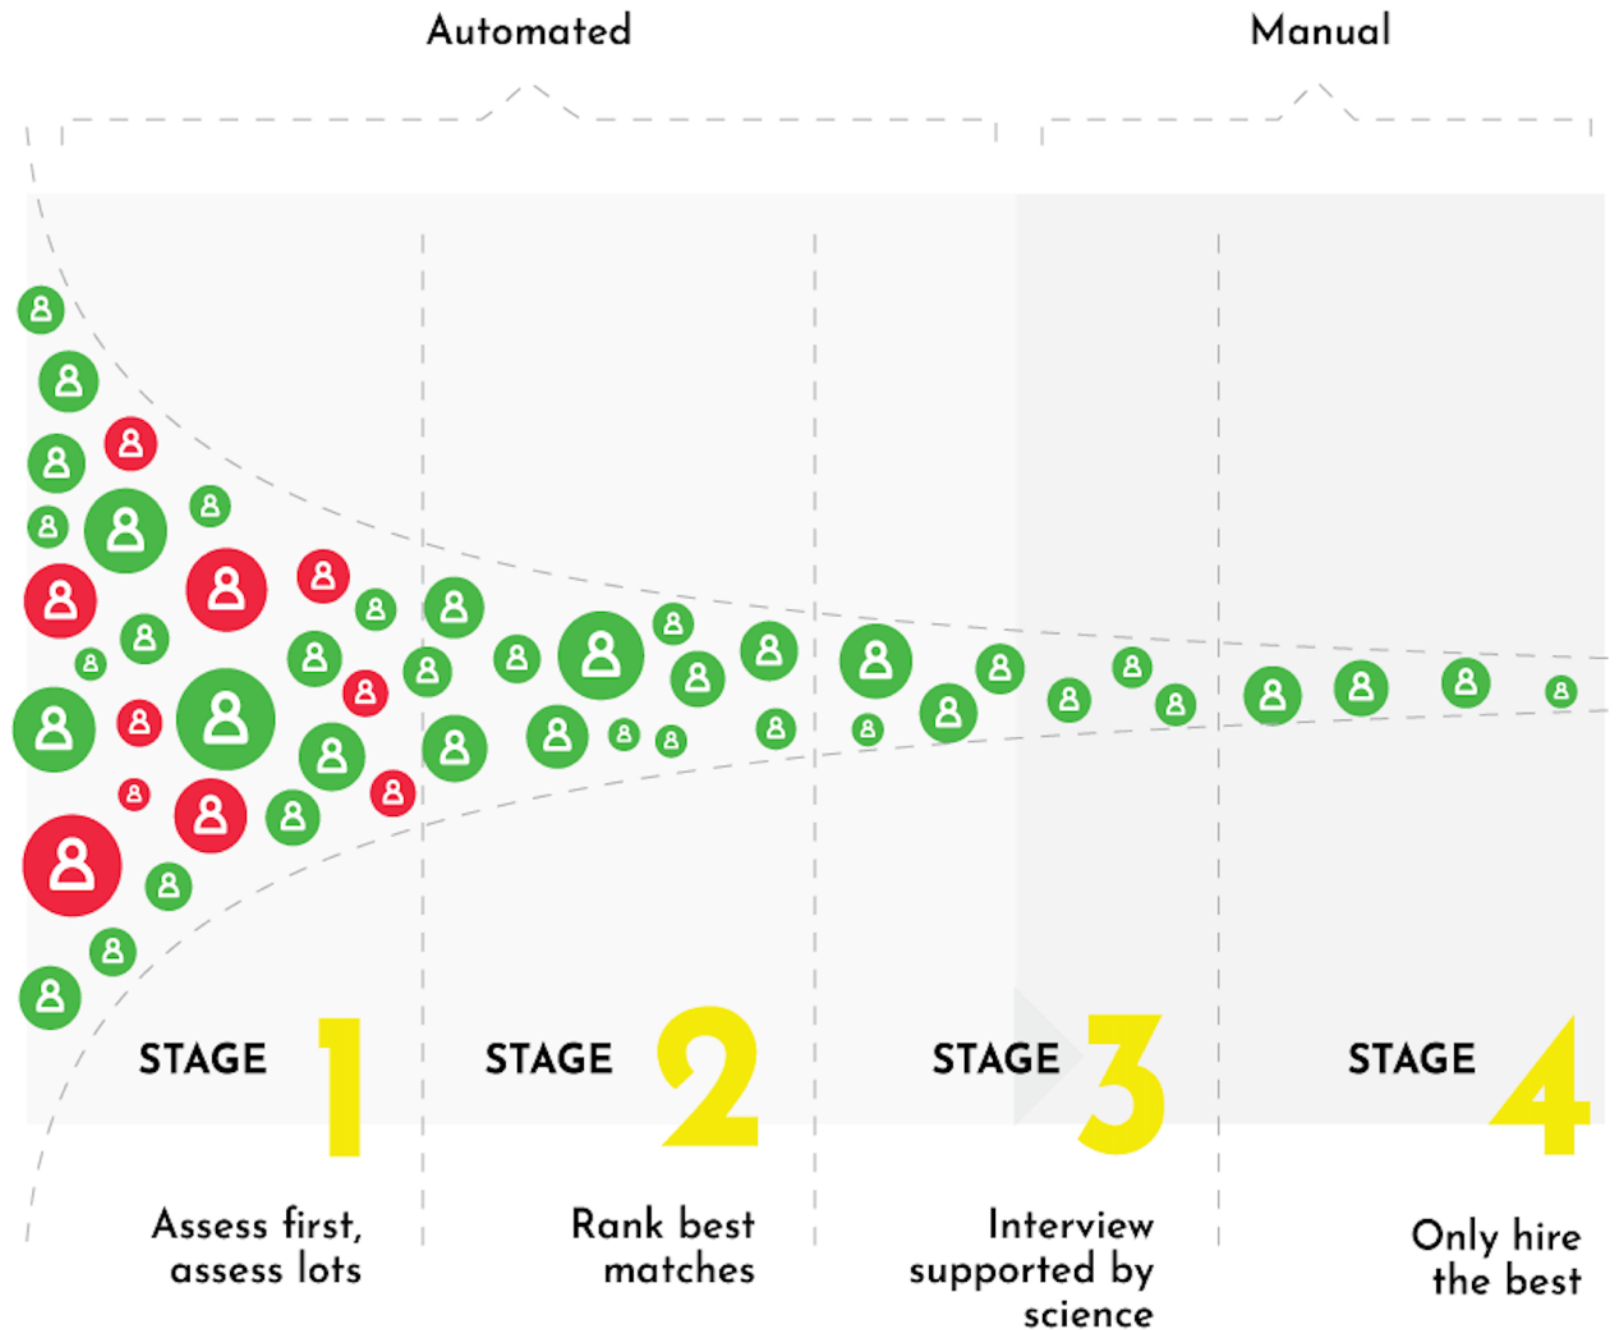 Automated
Manual
STAGE 1
STAGE 2
STAGE 3
STAGE 4
Assess first,
assess lots
Rank best
matches
Interview
supported by
science
Only hire
the best